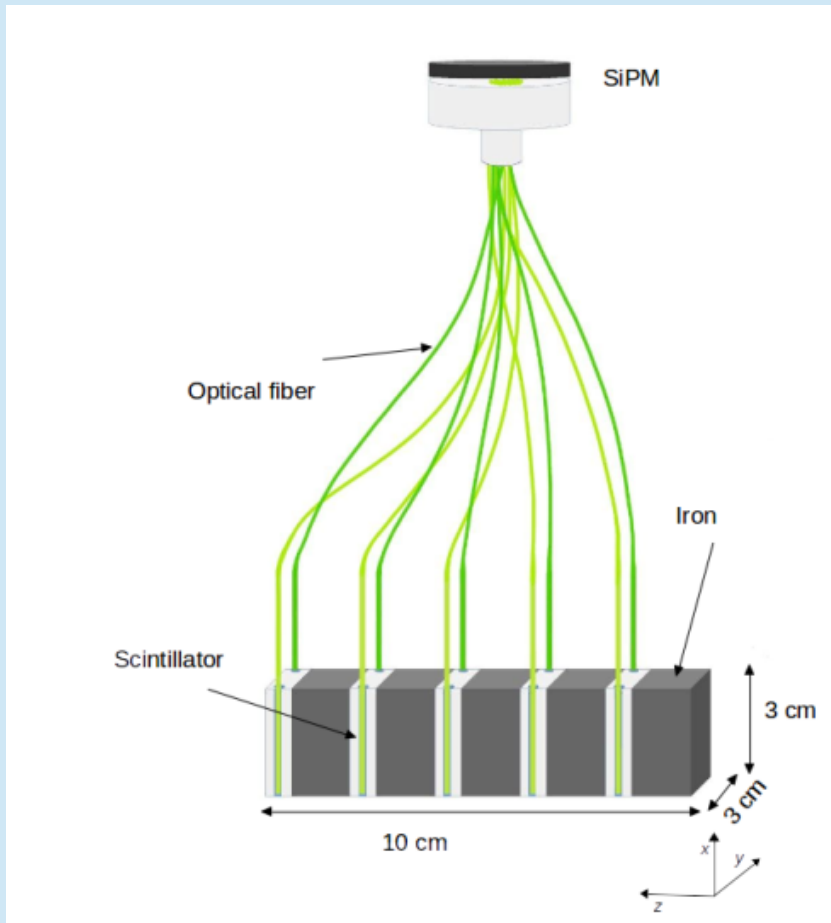 SiPM
Optical fiber
Iron
Scintillator
3 cm
3 cm
10 cm
x
y
z